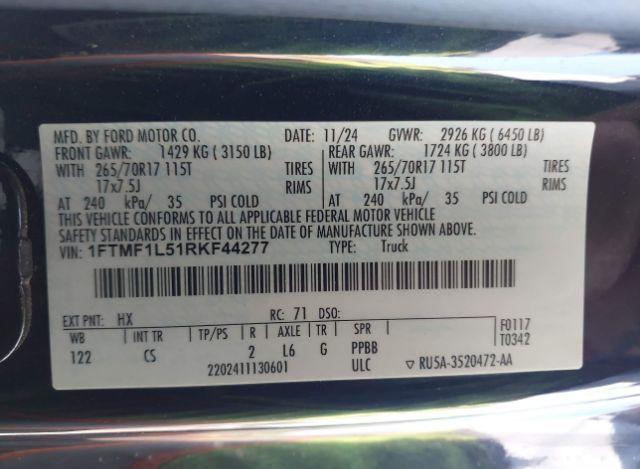 MFD. BY FORD MOTOR CO. DATE: 11/24 GVWR: 2926 KG ( 6450 LB)
FRONT GAWR: 1429 KG ( 3150 LB) REAR GAWR: 1724 KG ( 3800 LB)
WITH 265/70R17 115T TIRES WITH 265/70R17 115T TIRES
17x7.5J RIMS 17x7.5J RIMS
AT 240 kPa/ 35 PSI COLD AT 240 kPa/ 35 PSI COLD
THIS VEHICLE CONFORMS TO ALL APPLICABLE FEDERAL MOTOR VEHICLE
SAFETY STANDARDS IN EFFECT ON THE DATE OF MANUFACTURE SHOWN ABOVE.
VIN: 1FTMF1L51RKF44277 TYPE: Truck
EXT PNT: HX RC: 71 DSO:
WB INT TR TP/PS R AXLE TR SPR F0117
122 CS 2 L6 G PPBB T0342
2202411130601 ULC ▽ RU5A-3520472-AA